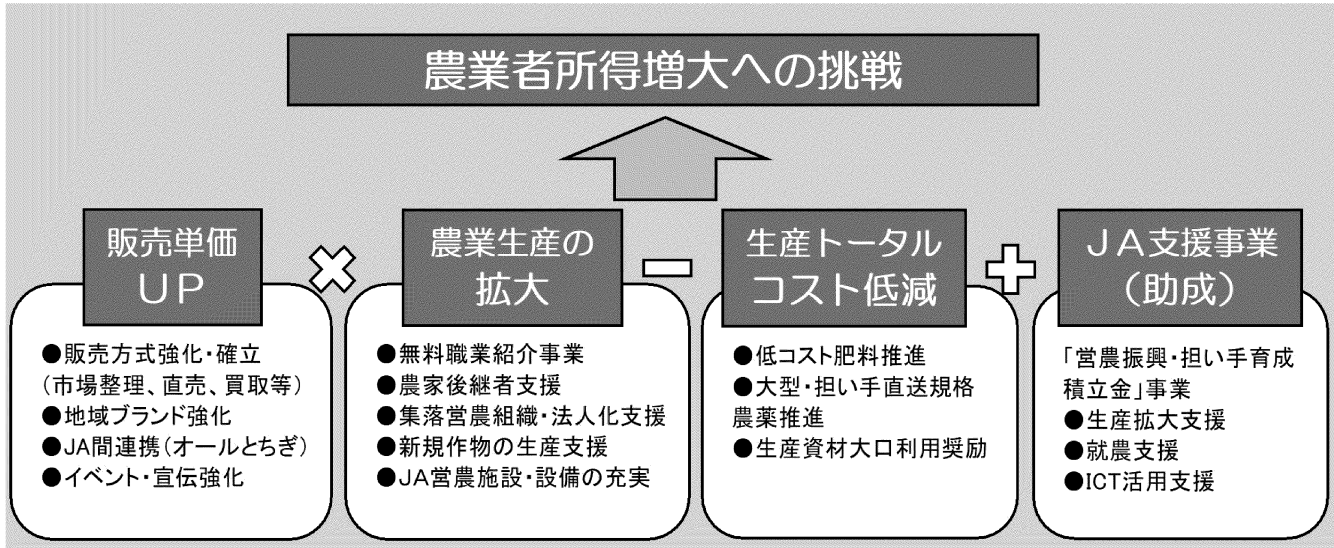 農業者所得増大への挑戦
販売単価
UP
●販売方式強化・確立
(市場整理、直売、買取等)
●地域ブランド強化
●JA間連携(オールとちぎ)
●イベント・宣伝強化
×
農業生産の
拡大
●無料職業紹介事業
●農家後継者支援
●集落営農組織・法人化支援
●新規作物の生産支援
●JA営農施設・設備の充実
－
生産トータル
コスト低減
●低コスト肥料推進
●大型・担い手直送規格
農薬推進
●生産資材大口利用奨励
＋
JA支援事業
(助成)
「営農振興・担い手育成
積立金」事業
●生産拡大支援
●就農支援
●ICT活用支援